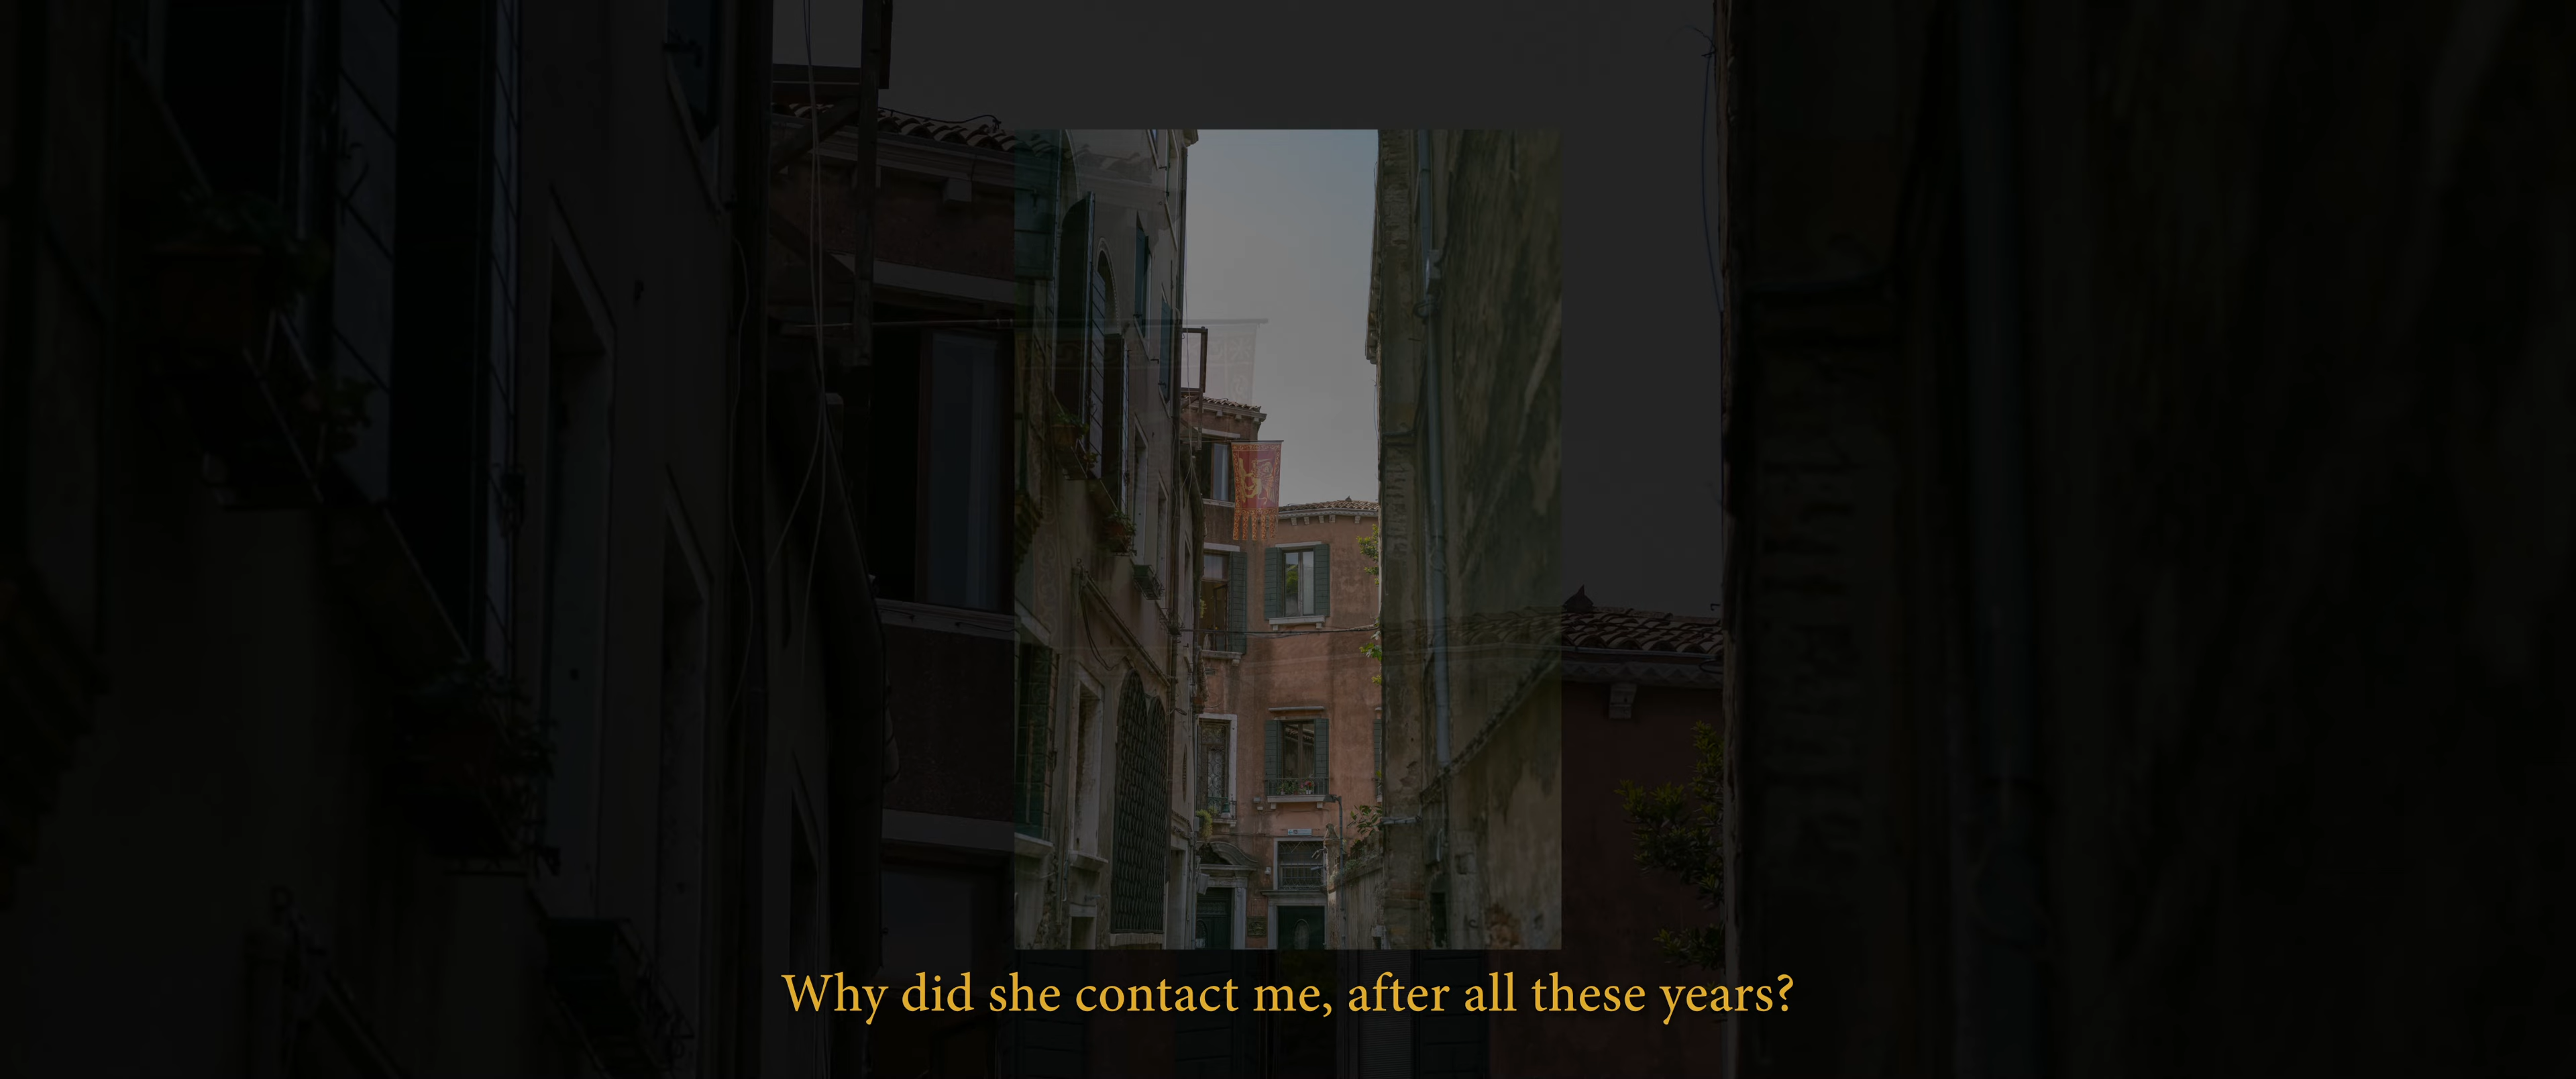 Why did she contact me, after all these years?